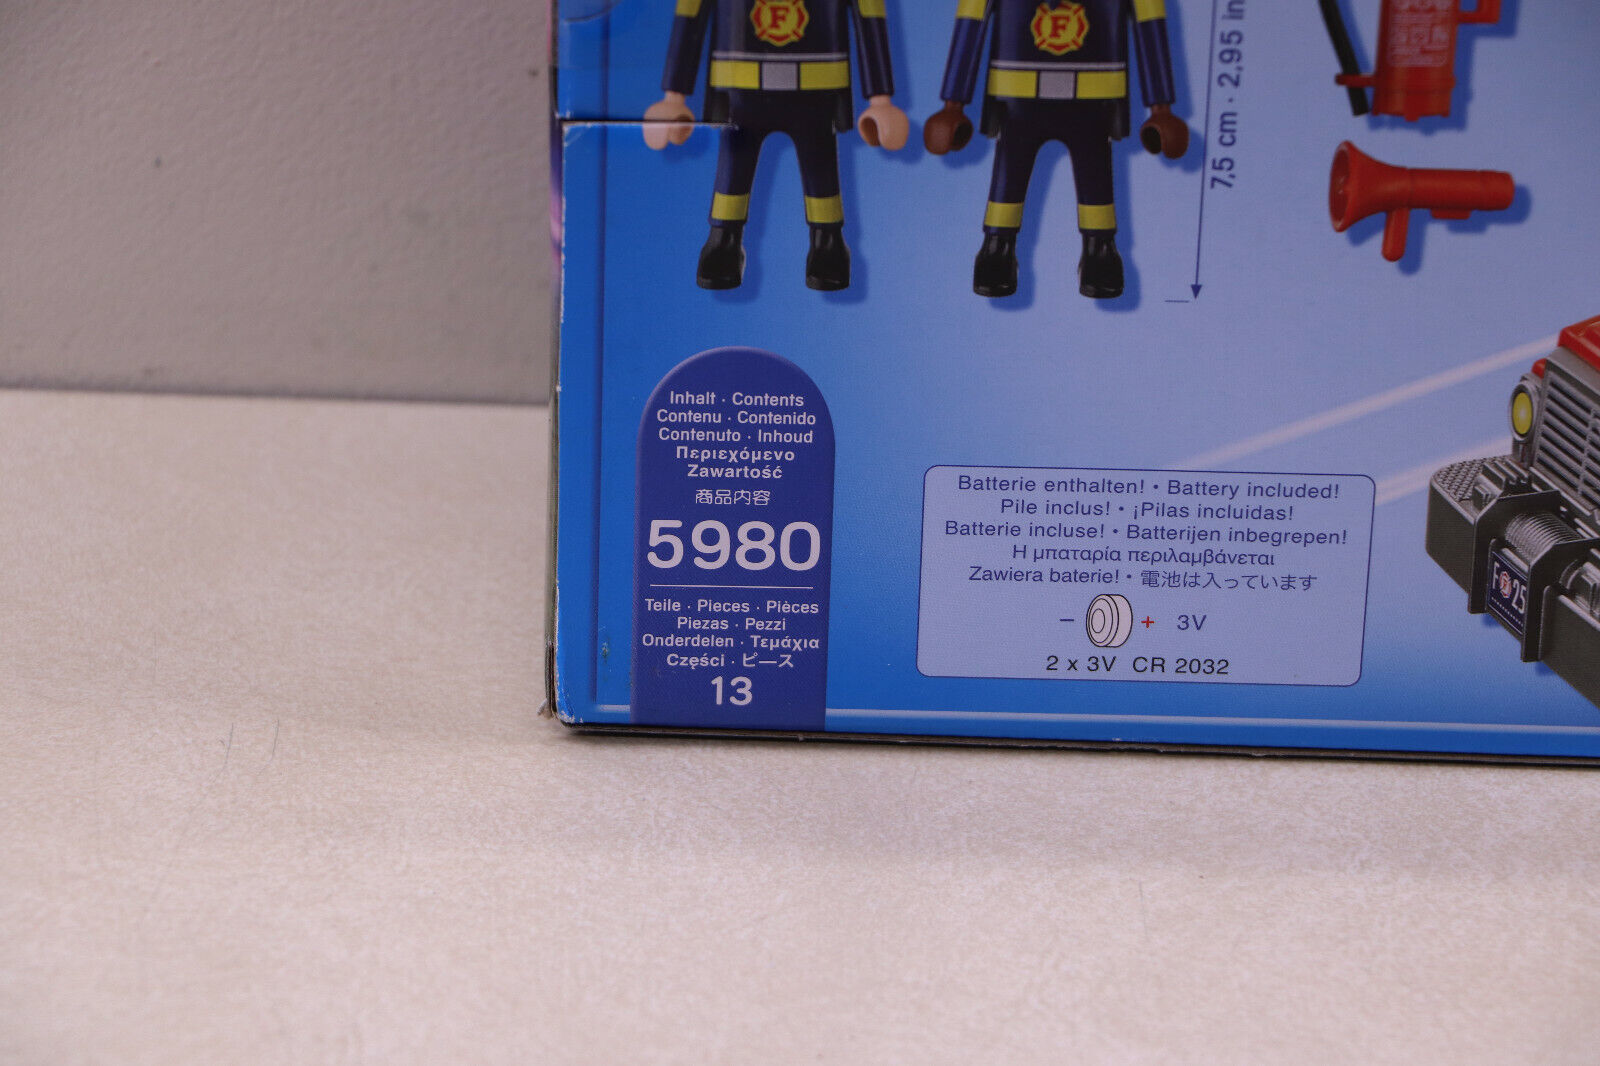 F
F
7,5 cm · 2,95 in
Inhalt · Contents
Contenu · Contenido
Contenuto · Inhoud
Περιεχόμενο
Zawartość
商品内容
5980
Teile · Pieces · Pièces
Piezas · Pezzi
Onderdelen · Τεμάχια
Części · ピース
13
Batterie enthalten! • Battery included!
Pile inclus! • ¡Pilas incluidas!
Batterie incluse! • Batterijen inbegrepen!
Η μπαταρία περιλαμβάνεται
Zawiera baterie! • 電池は入っています
− + 3V
2 x 3V CR 2032
F 25